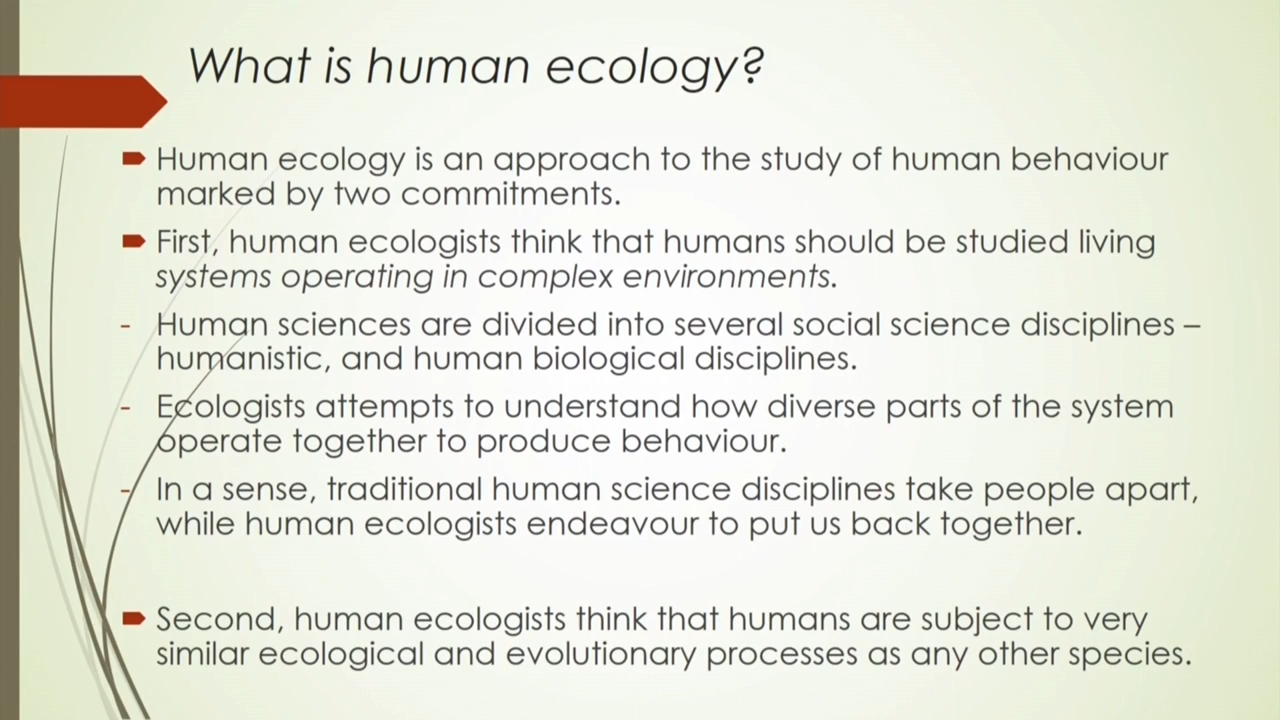 What is human ecology?
Human ecology is an approach to the study of human behaviour
marked by two commitments.
First, human ecologists think that humans should be studied living
systems operating in complex environments.
- Human sciences are divided into several social science disciplines –
humanistic, and human biological disciplines.
- Ecologists attempts to understand how diverse parts of the system
operate together to produce behaviour.
- In a sense, traditional human science disciplines take people apart,
while human ecologists endeavour to put us back together.
Second, human ecologists think that humans are subject to very
similar ecological and evolutionary processes as any other species.